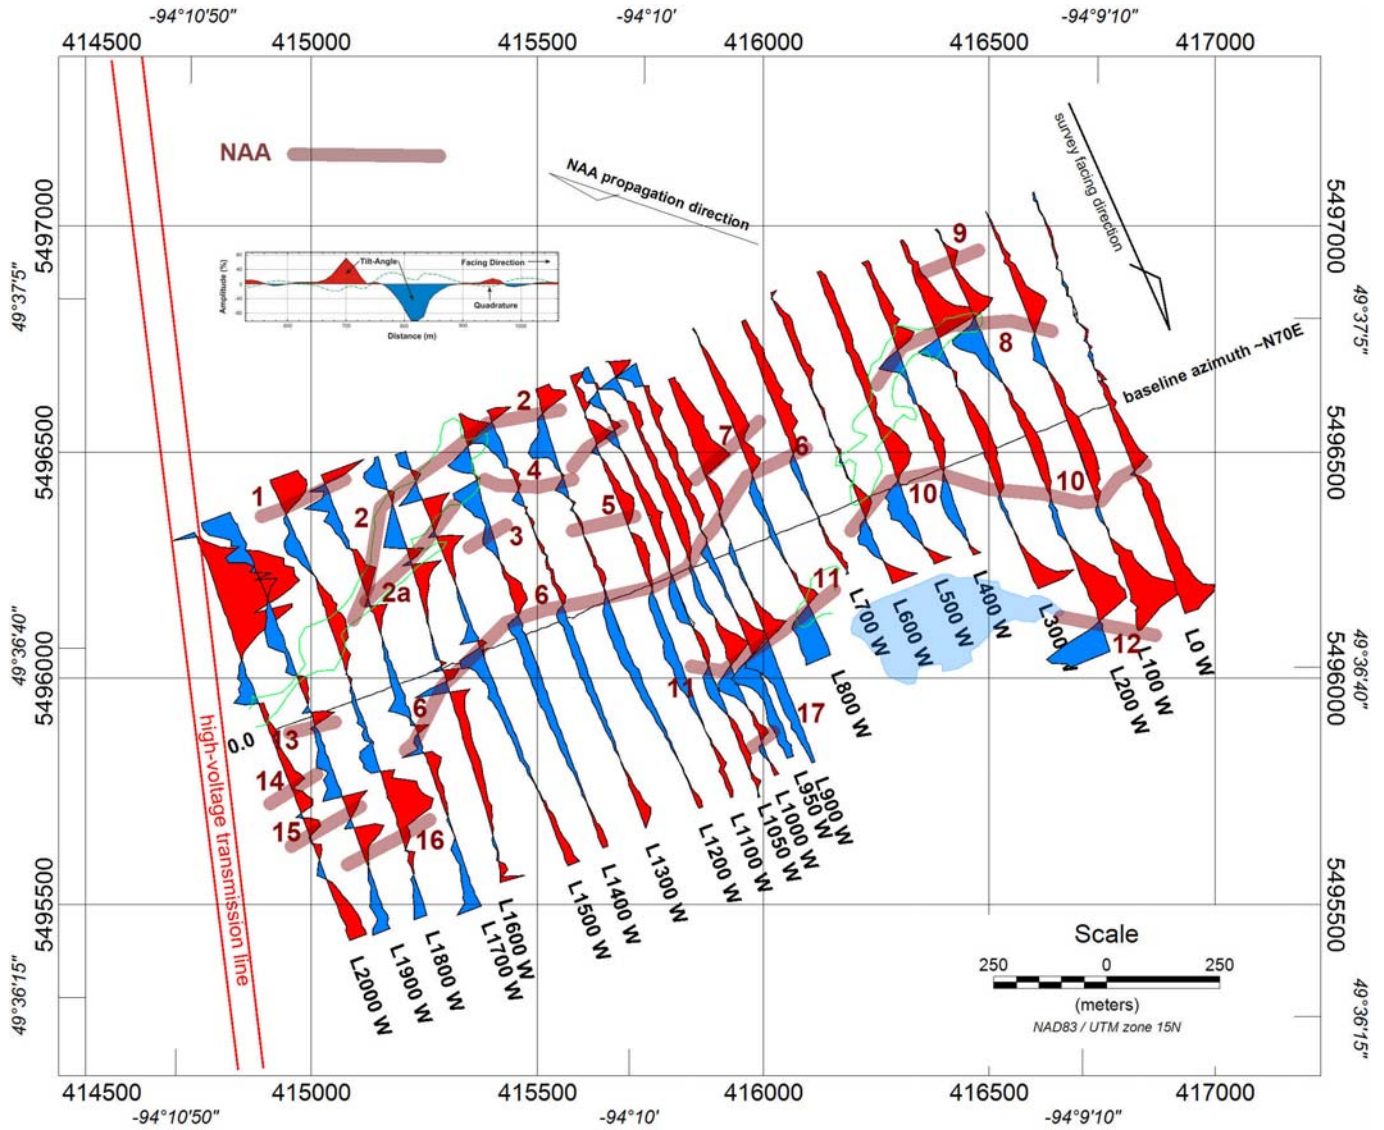 -94°10'50" -94°10' -94°9'10"
414500 415000 415500 416000 416500 417000
NAA
NAA propagation direction
survey facing direction
5497000 5497000
49°37'5" 49°37'5"
Tilt-Angle Facing Direction
Amplitude (%)
Quadrature
Distance (m)
baseline azimuth ~N70E
9
8
2
7 6
1 2 4
5 10 10
3
2a
6 11
5496500 5496500
49°36'40" 49°36'40"
5496000 5496000
12
11
6 17
0.0 13
14
15 16
high-voltage transmission line
L2000 W
L1900 W
L1800 W
L1700 W
L1600 W
L1500 W
L1400 W
L1300 W
L1200 W
L1100 W
L1050 W
L1000 W
L950 W
L900 W
L800 W
L700 W
L600 W
L500 W
L400 W
L300 W
L200 W
L100 W
L0 W
5495500 5495500
49°36'15" 49°36'15"
Scale
250 0 250
(meters)
NAD83 / UTM zone 15N
414500 415000 415500 416000 416500 417000
-94°10'50" -94°10' -94°9'10"